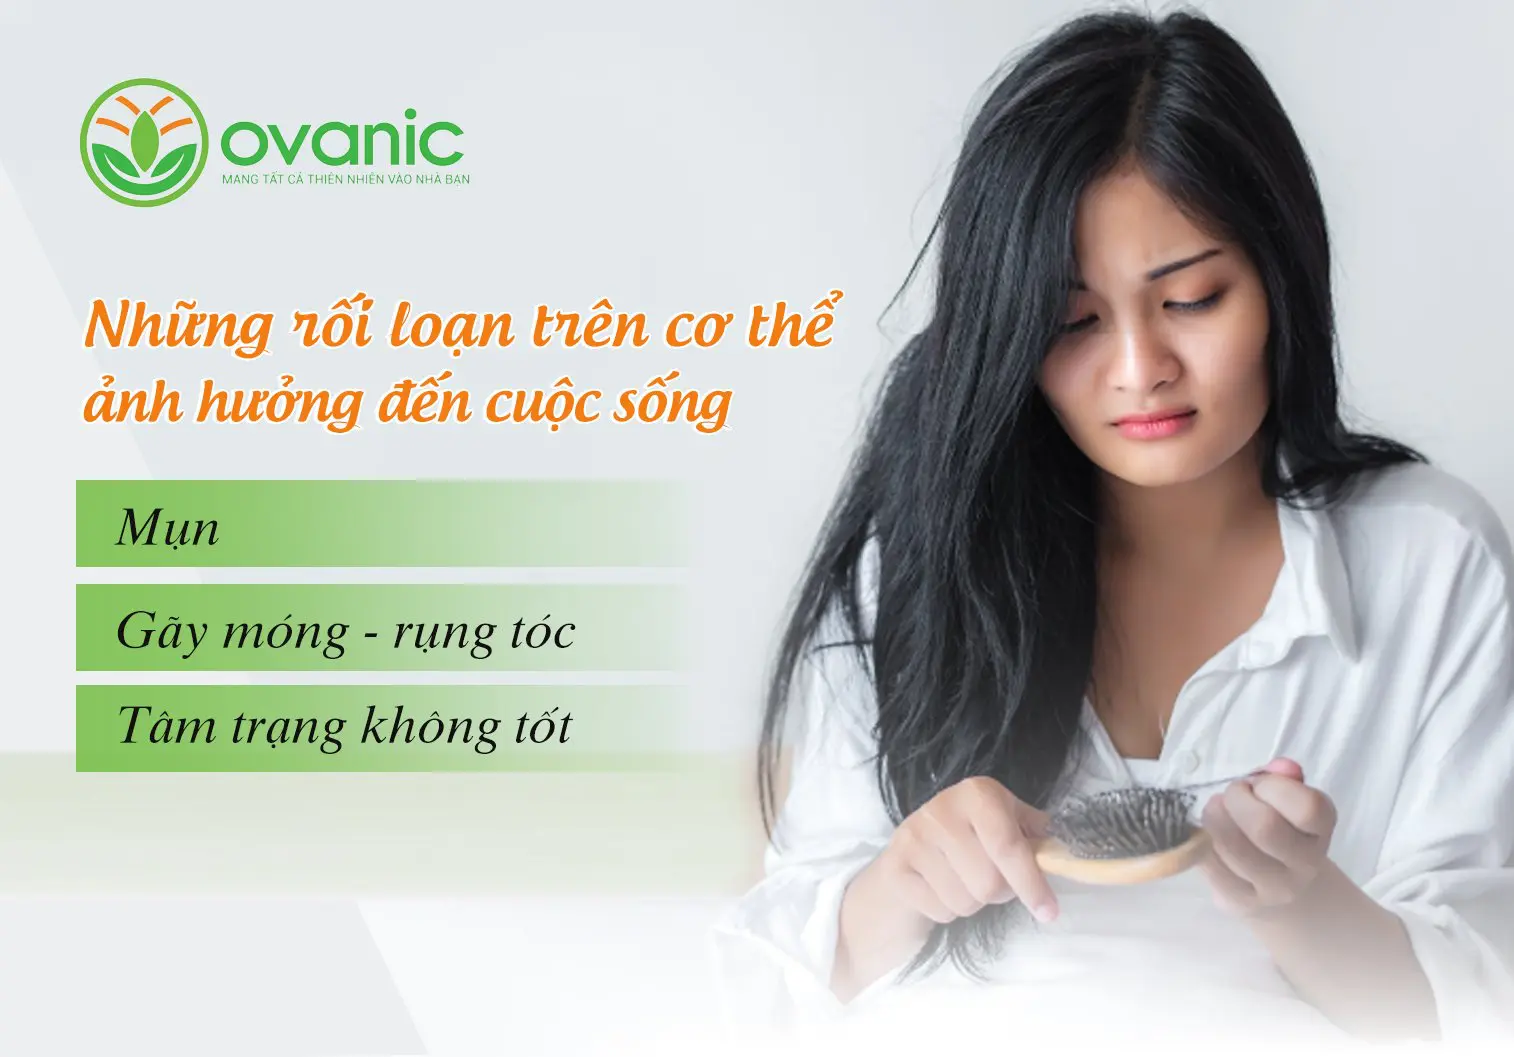 ovanic
MANG TẤT CẢ THIÊN NHIÊN VÀO NHÀ BẠN
Những rối loạn trên cơ thể
ảnh hưởng đến cuộc sống
Mụn
Gãy móng - rụng tóc
Tâm trạng không tốt